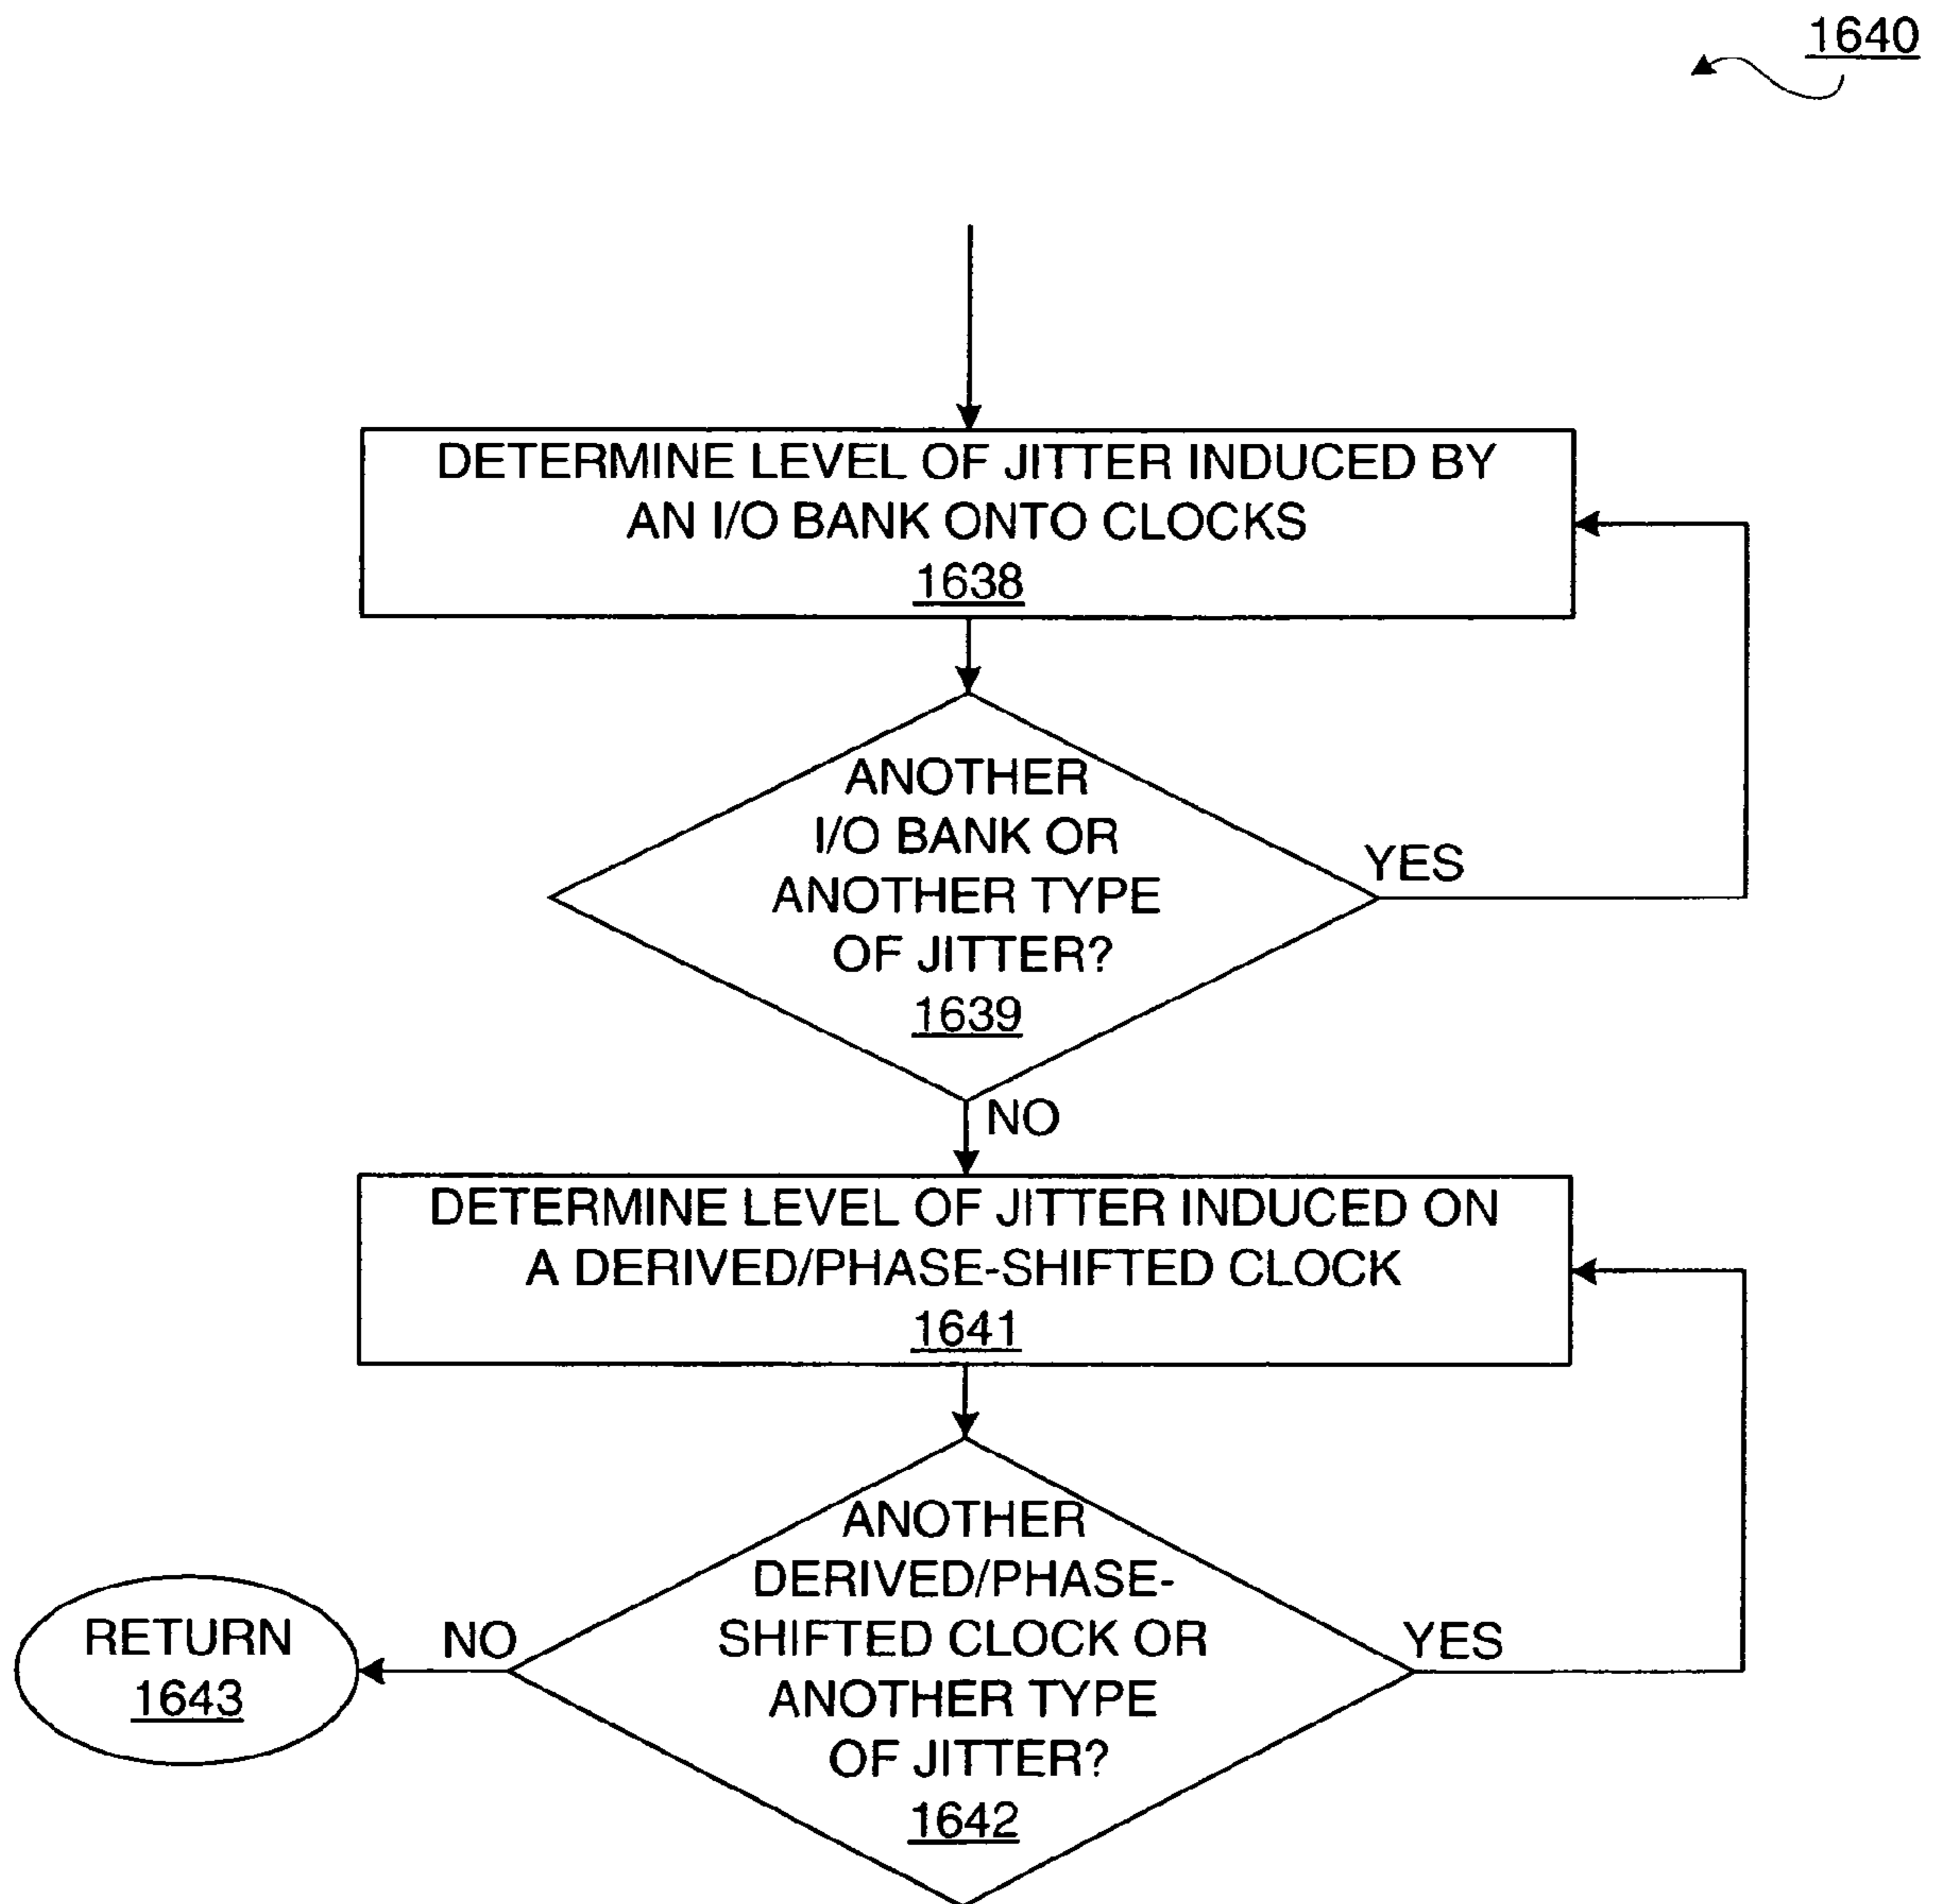 1640
DETERMINE LEVEL OF JITTER INDUCED BY
AN I/O BANK ONTO CLOCKS
1638
ANOTHER
I/O BANK OR
ANOTHER TYPE
OF JITTER?
1639
YES
NO
DETERMINE LEVEL OF JITTER INDUCED ON
A DERIVED/PHASE-SHIFTED CLOCK
1641
ANOTHER
DERIVED/PHASE-
SHIFTED CLOCK OR
ANOTHER TYPE
OF JITTER?
1642
YES
NO
RETURN
1643